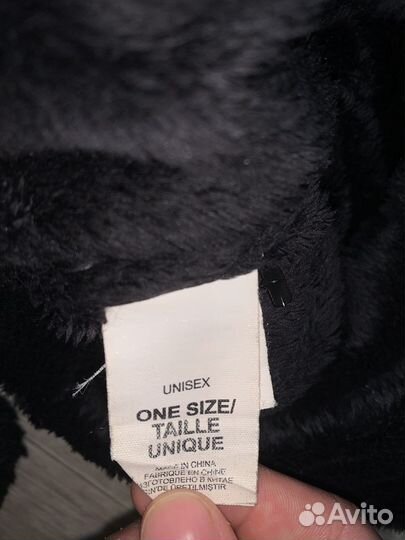 UNISEX
ONE SIZE/
TAILLE
UNIQUE
MADE IN CHINA
FABRIQUE EN CHINE
ИЗГОТОВЛЕНО В КИТАЕ
ÇİN'DE ÜRETİLMİŞTİR
Avito